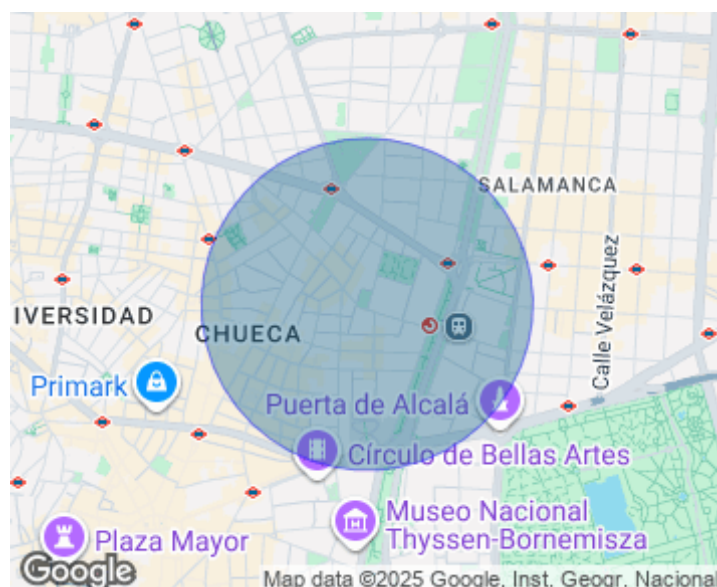 SALAMANCA
IVERSIDAD
CHUECA
Calle Velázquez
Primark
Puerta de Alcalá
Círculo de Bellas Artes
Museo Nacional
Thyssen-Bornemisza
Plaza Mayor
Google
Map data ©2025 Google, Inst. Geogr. Nacional